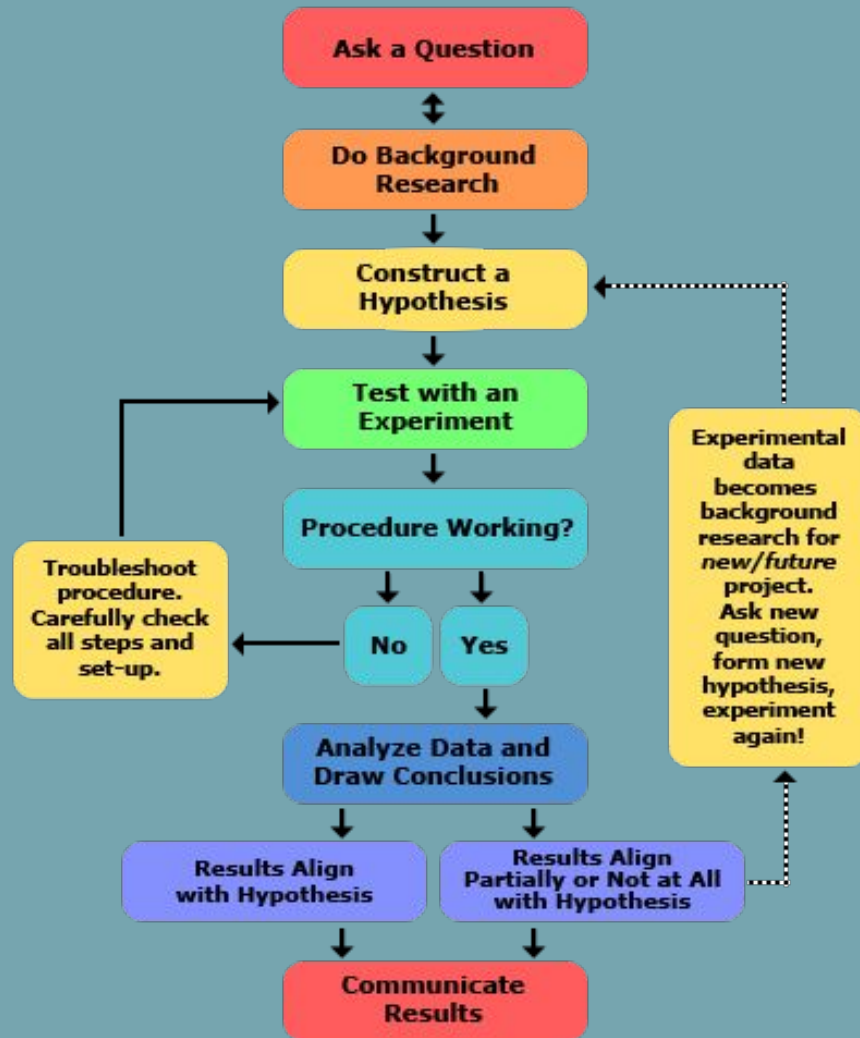 Ask a Question
Do Background
Research
Construct a
Hypothesis
Test with an
Experiment
Procedure Working?
No
Yes
Troubleshoot
procedure.
Carefully check
all steps and
set-up.
Experimental
data
becomes
background
research for
new/future
project.
Ask new
question,
form new
hypothesis,
experiment
again!
Analyze Data and
Draw Conclusions
Results Align
with Hypothesis
Results Align
Partially or Not at All
with Hypothesis
Communicate
Results